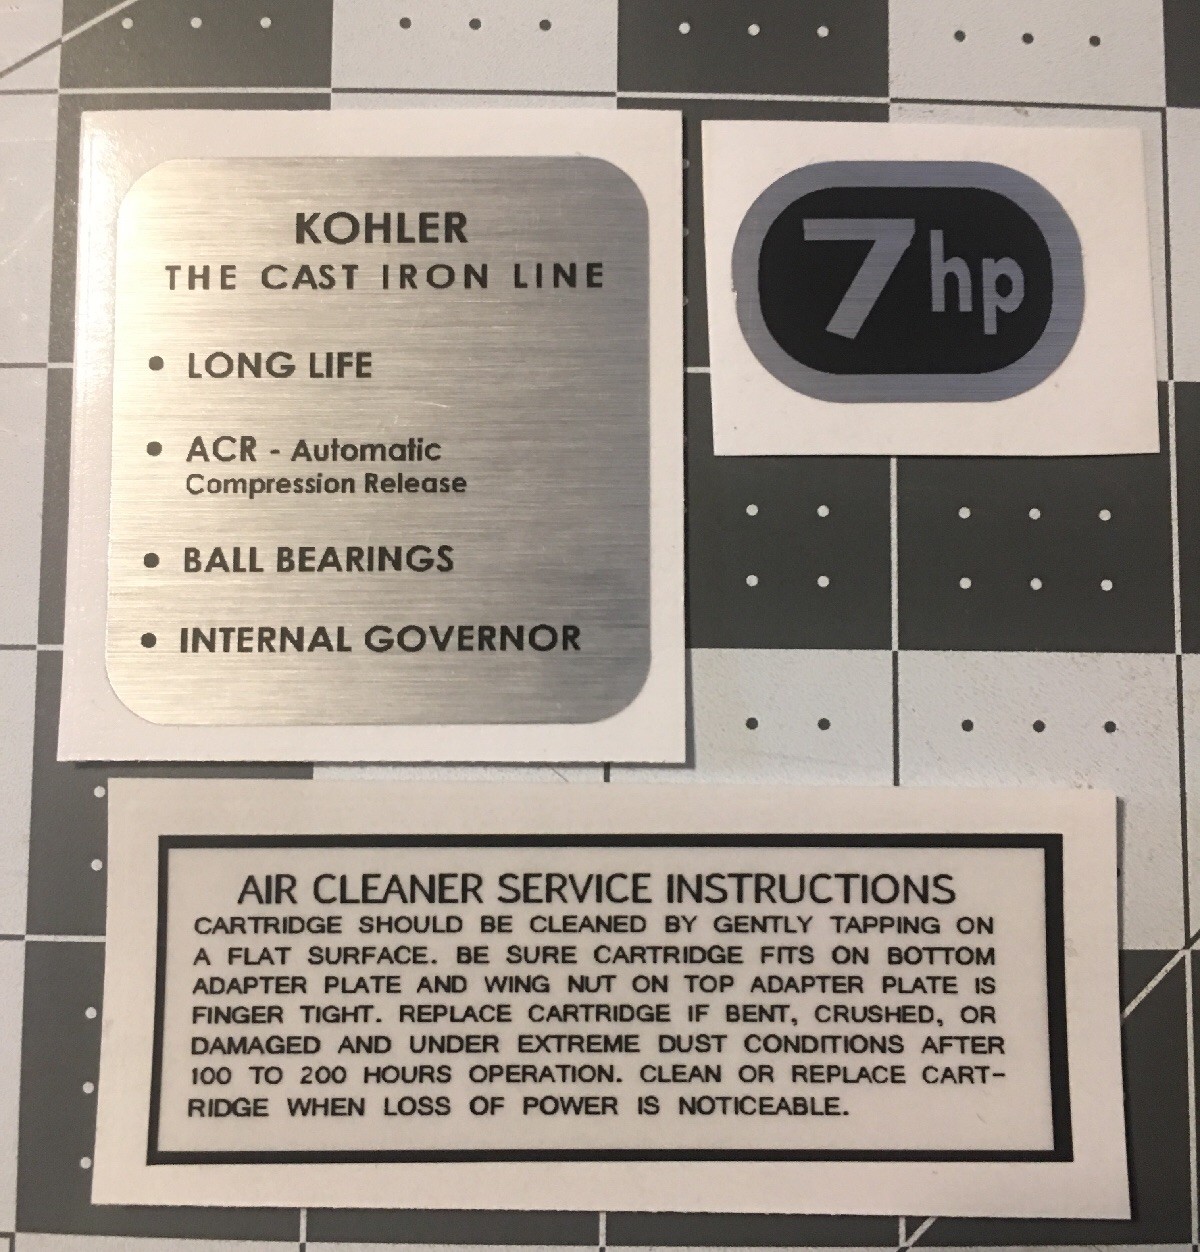 KOHLER
THE CAST IRON LINE
• LONG LIFE
• ACR - Automatic
Compression Release
• BALL BEARINGS
• INTERNAL GOVERNOR
7 hp
AIR CLEANER SERVICE INSTRUCTIONS
CARTRIDGE SHOULD BE CLEANED BY GENTLY TAPPING ON
A FLAT SURFACE. BE SURE CARTRIDGE FITS ON BOTTOM
ADAPTER PLATE AND WING NUT ON TOP ADAPTER PLATE IS
FINGER TIGHT. REPLACE CARTRIDGE IF BENT, CRUSHED, OR
DAMAGED AND UNDER EXTREME DUST CONDITIONS AFTER
100 TO 200 HOURS OPERATION. CLEAN OR REPLACE CART-
RIDGE WHEN LOSS OF POWER IS NOTICEABLE.